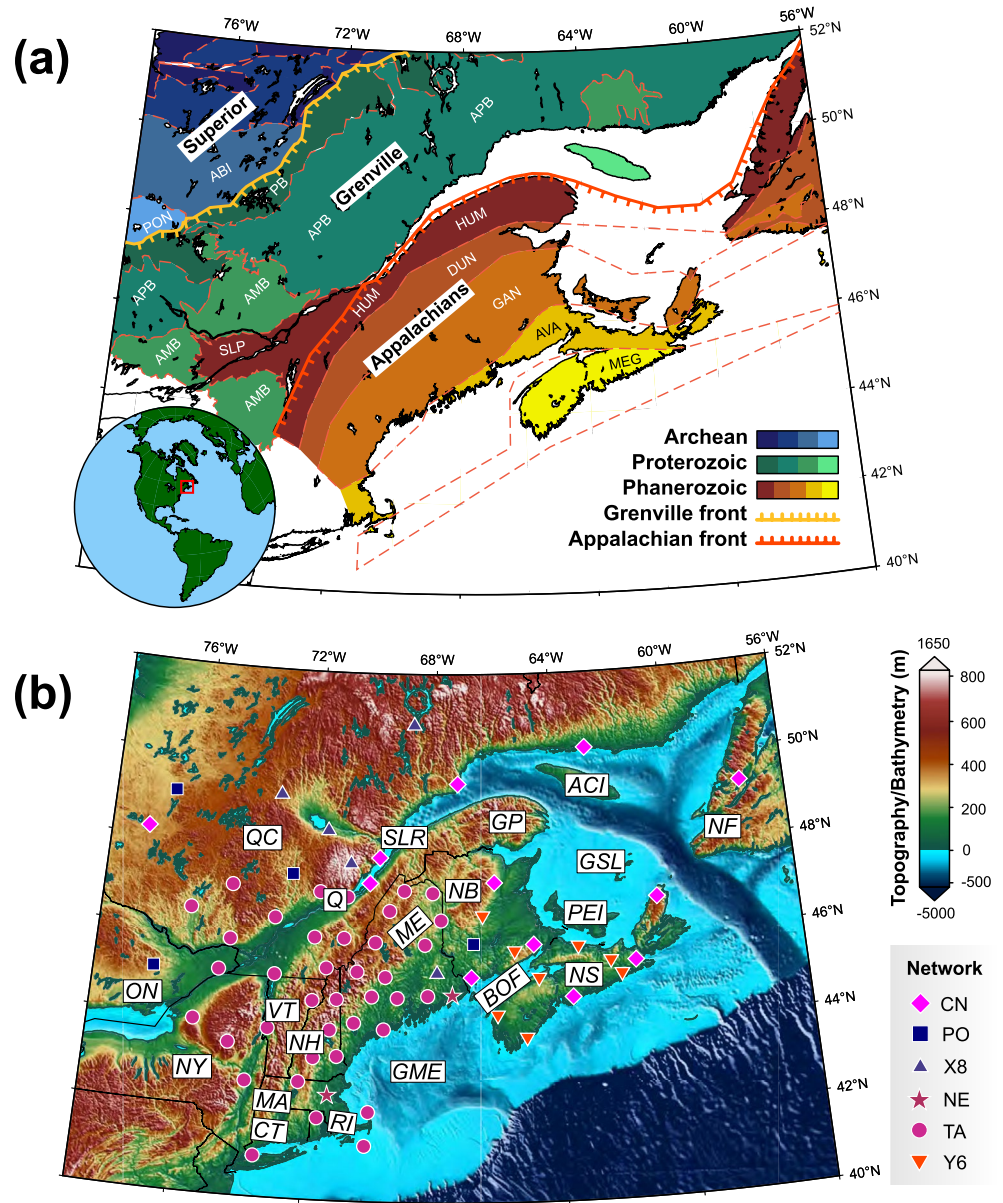 (a)
76°W
72°W
68°W
64°W
60°W
56°W
52°N
50°N
48°N
46°N
44°N
42°N
40°N
Superior
Grenville
Appalachians
ABI
PON
PB
APB
APB
APB
AMB
AMB
AMB
SLP
HUM
HUM
DUN
GAN
AVA
MEG
Archean
Proterozoic
Phanerozoic
Grenville front
Appalachian front
(b)
76°W
72°W
68°W
64°W
60°W
56°W
52°N
50°N
48°N
46°N
44°N
42°N
40°N
QC
SLR
GP
ACI
NF
GSL
Q
NB
PEI
ME
ON
BOF
NS
VT
NH
NY
GME
MA
RI
CT
1650
800
600
400
200
0
-500
-5000
Topography/Bathymetry (m)
Network
CN
PO
X8
NE
TA
Y6